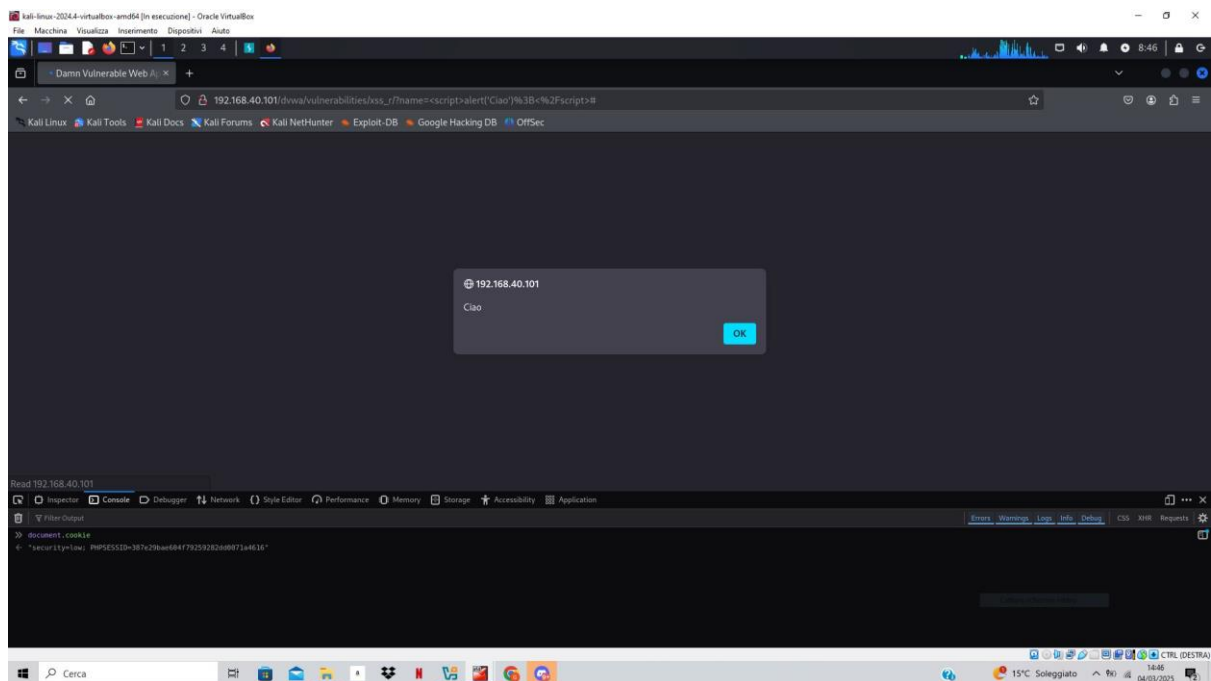 kali-linux-2024.4-virtualbox-amd64 [In esecuzione] - Oracle VirtualBox
File Macchina Visualizza Inserimento Dispositivi Aiuto
1 2 3 4 8:46
Damn Vulnerable Web A
192.168.40.101/dvwa/vulnerabilities/xss_r/?name=<script>alert('Ciao')%3B<%2Fscript>#
Kali Linux Kali Tools Kali Docs Kali Forums Kali NetHunter Exploit-DB Google Hacking DB OffSec
192.168.40.101
Ciao
OK
Read 192.168.40.101
Inspector Console Debugger Network Style Editor Performance Memory Storage Accessibility Application
Filter Output Errors Warnings Logs Info Debug CSS XHR Requests
document.cookie
"security=low; PHPSESSID=387e29bae604f79259282dd0071a4616"
CTRL (DESTRA)
Cerca 15°C Soleggiato 14:46
04/03/2025